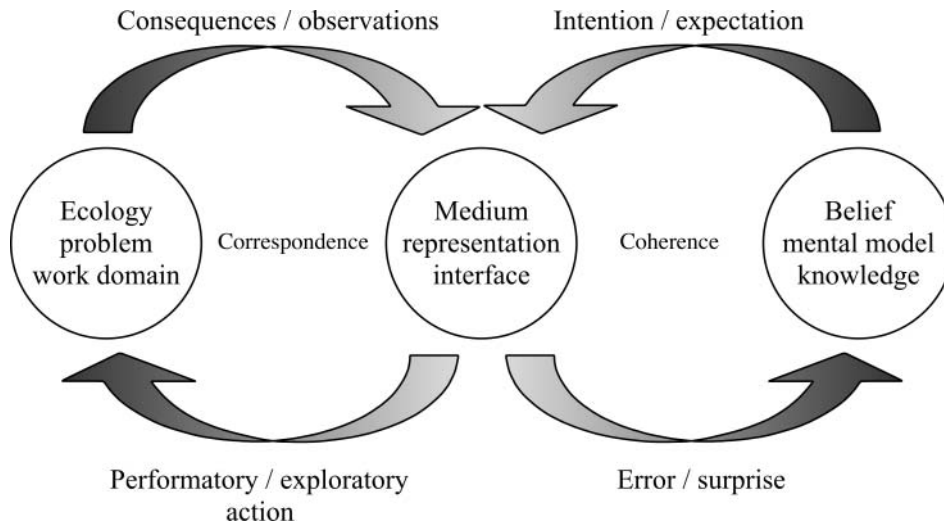 Consequences / observations
Intention / expectation
Ecology
problem
work domain
Correspondence
Medium
representation
interface
Coherence
Belief
mental model
knowledge
Performatory / exploratory
action
Error / surprise